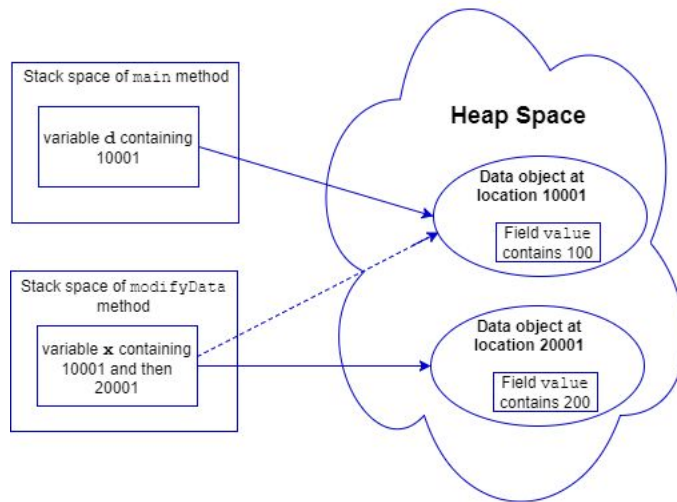 Stack space of main method
variable d containing
10001
Stack space of modifyData
method
variable x containing
10001 and then
20001
Heap Space
Data object at
location 10001
Field value
contains 100
Data object at
location 20001
Field value
contains 200